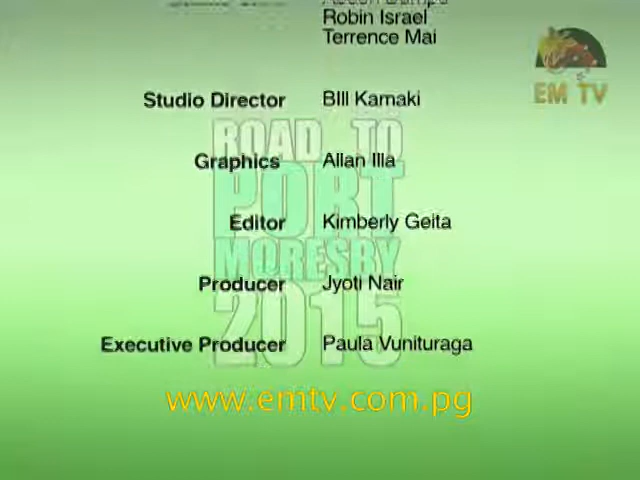 Robin Israel
Terrence Mai
EM TV
Studio Director BIll Kamaki
Graphics Allan Illa
Editor Kimberly Geita
Producer Jyoti Nair
Executive Producer Paula Vunituraga
ROAD TO
PORT
MORESBY
2015
www.emtv.com.pg